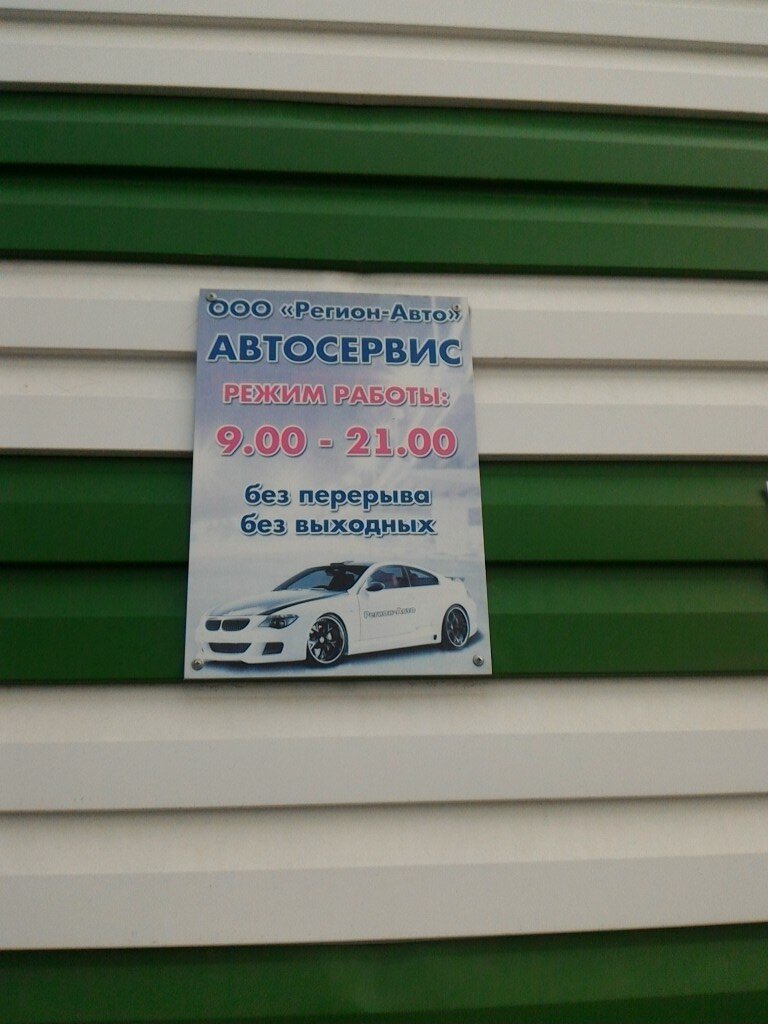 ООО «Регион-Авто»
АВТОСЕРВИС
РЕЖИМ РАБОТЫ:
9.00 - 21.00
без перерыва
без выходных
Регион-Авто